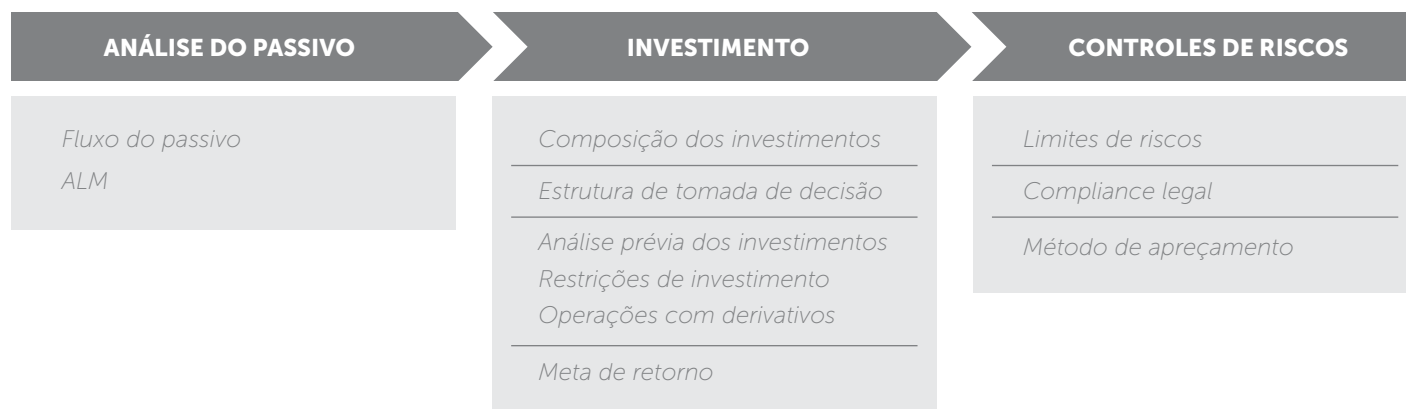 ANÁLISE DO PASSIVO
Fluxo do passivo
ALM
INVESTIMENTO
Composição dos investimentos
Estrutura de tomada de decisão
Análise prévia dos investimentos
Restrições de investimento
Operações com derivativos
Meta de retorno
CONTROLES DE RISCOS
Limites de riscos
Compliance legal
Método de apreçamento